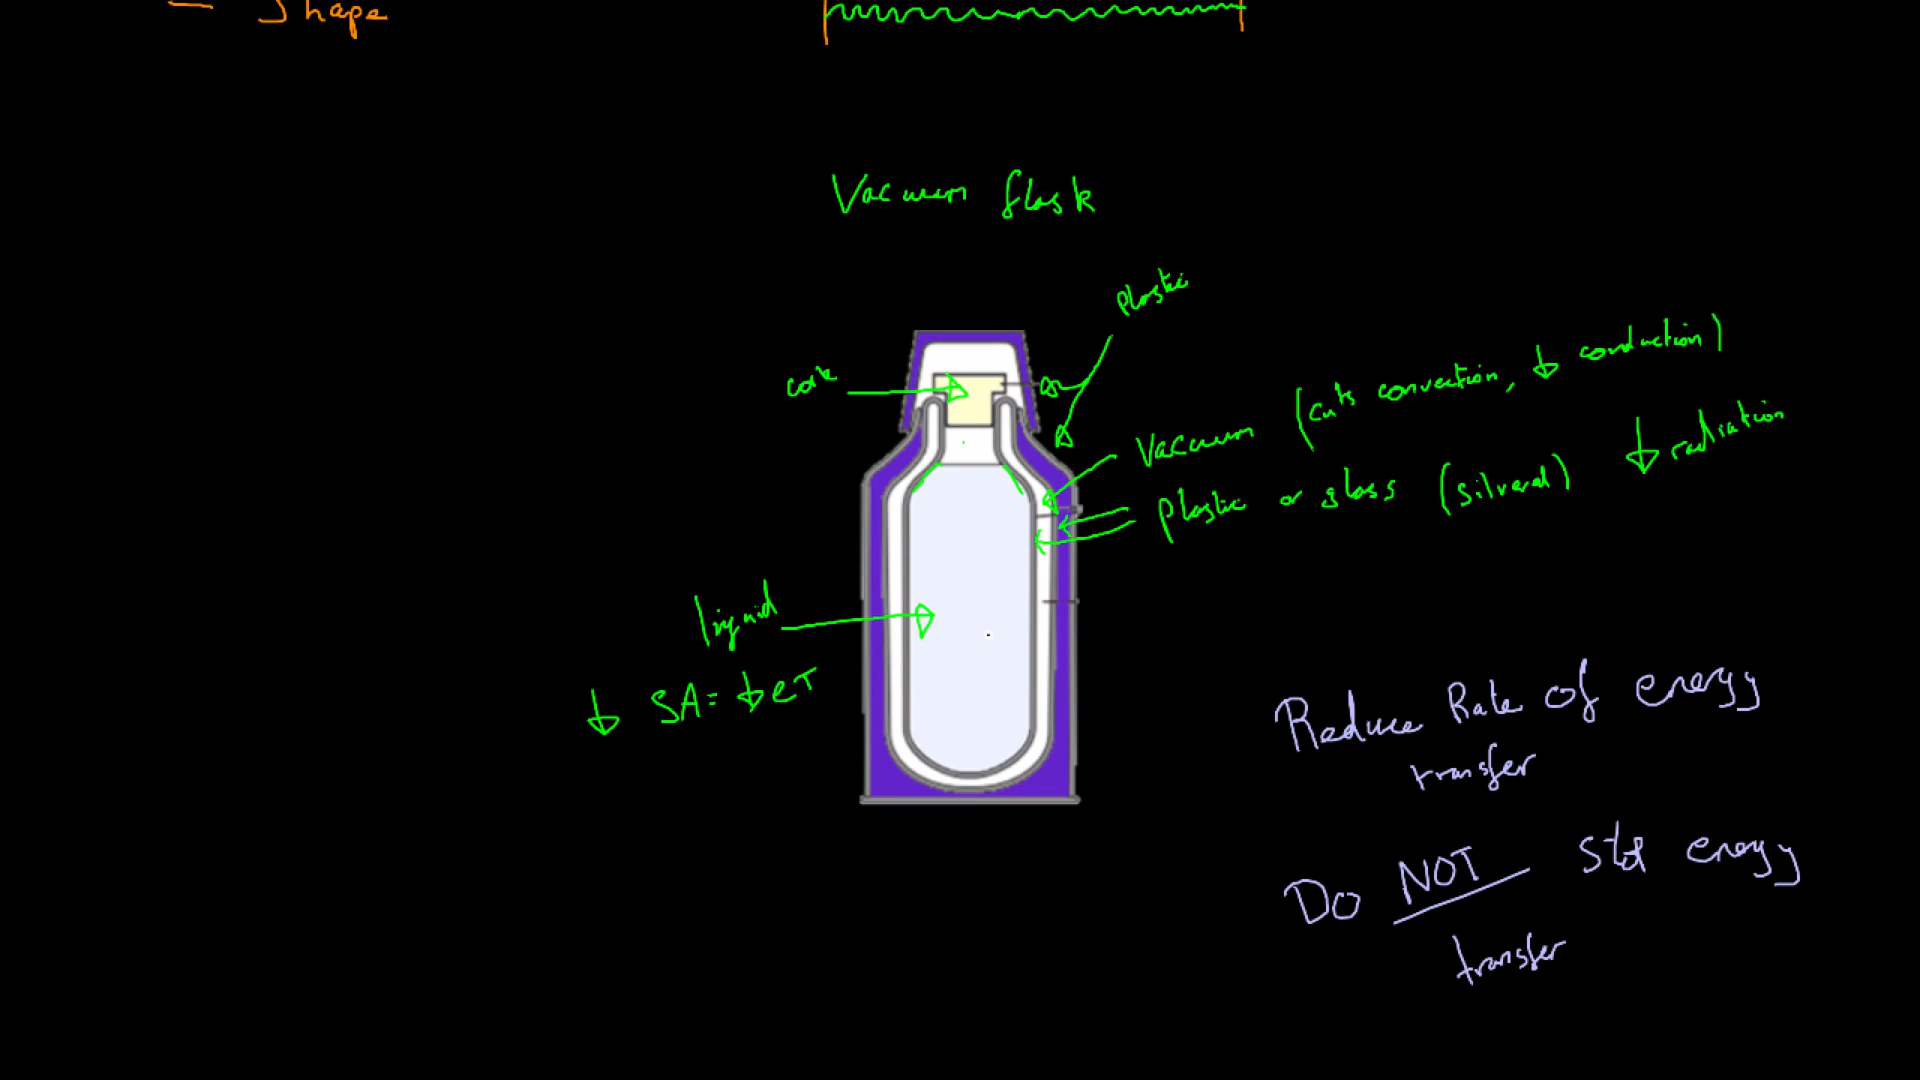 - Shape
Vacuum flask
Plastic
cork
Vacuum (cuts convection, ↓ conduction)
Plastic or glass (silvered) ↓ radiation
liquid
↓ SA = ↓ eT
Reduce Rate of energy
transfer
Do NOT stop energy
transfer